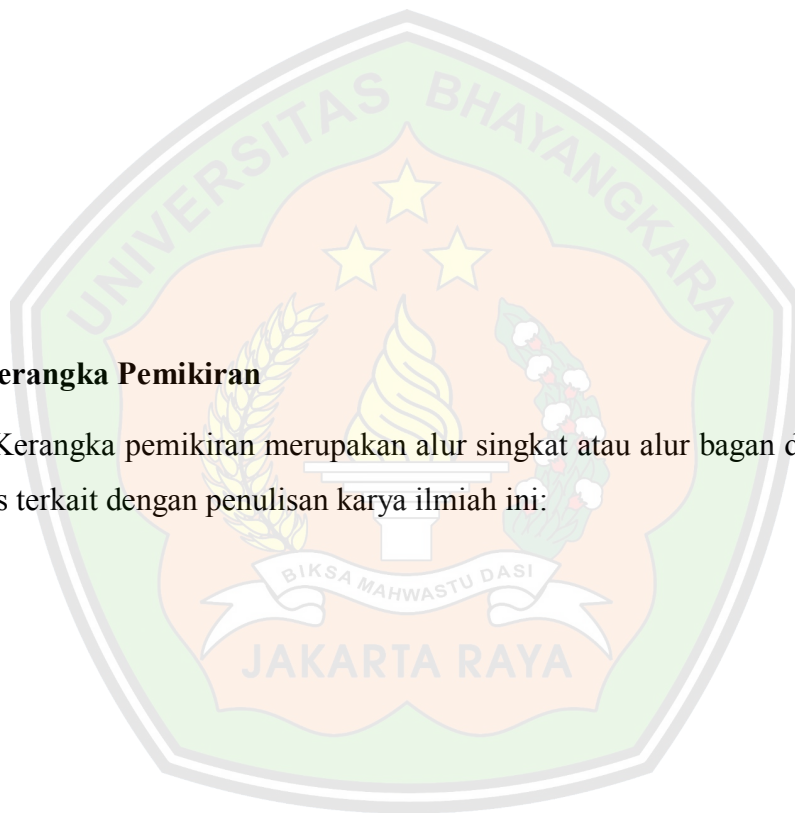 UNIVERSITAS BHAYANGKARA
erangka Pemikiran
Kerangka pemikiran merupakan alur singkat atau alur bagan d
s terkait dengan penulisan karya ilmiah ini:
BIKSA MAHWASTU DASI
JAKARTA RAYA